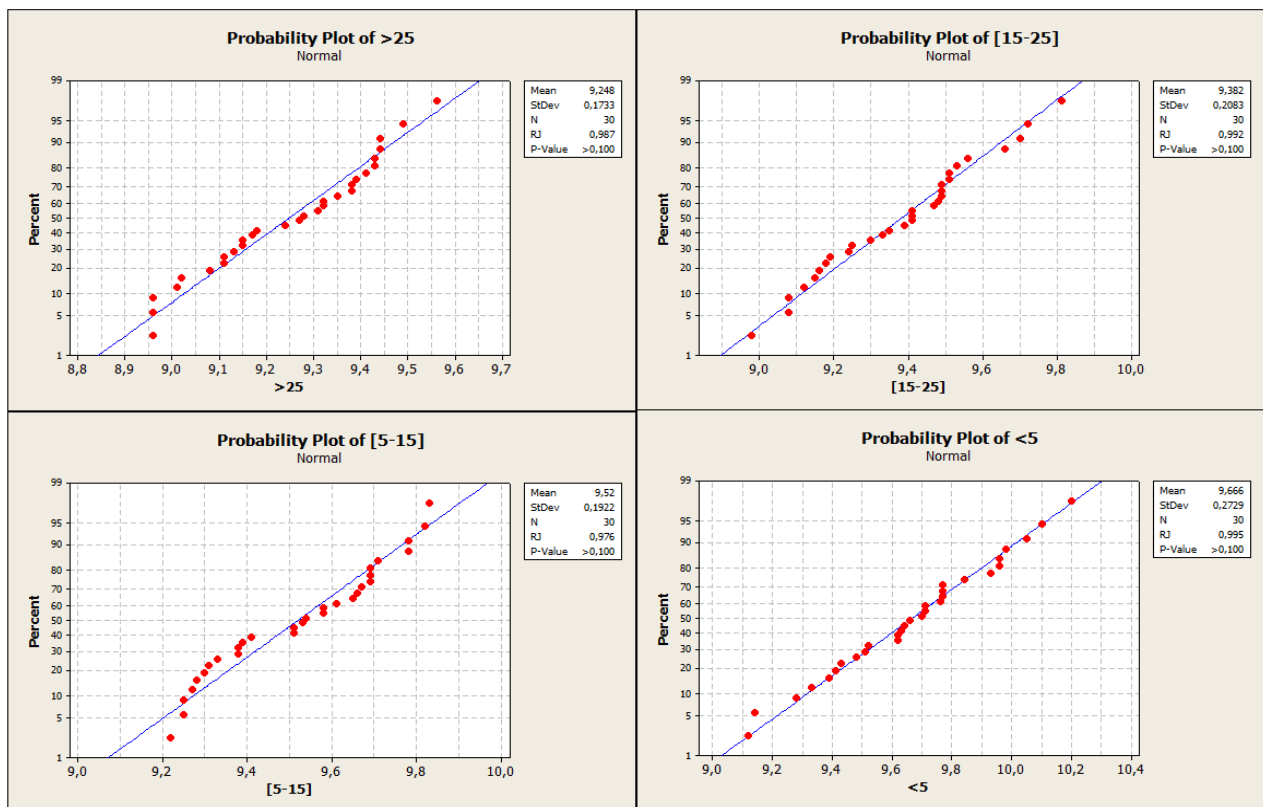 Probability Plot of >25
Normal
99
95
90
80
70
60
50
40
30
20
10
5
1
Percent
8,8 8,9 9,0 9,1 9,2 9,3 9,4 9,5 9,6 9,7
>25
Mean 9,248
StDev 0,1733
N 30
RJ 0,987
P-Value >0,100
Probability Plot of [15-25]
Normal
99
95
90
80
70
60
50
40
30
20
10
5
1
Percent
9,0 9,2 9,4 9,6 9,8 10,0
[15-25]
Mean 9,382
StDev 0,2083
N 30
RJ 0,992
P-Value >0,100
Probability Plot of [5-15]
Normal
99
95
90
80
70
60
50
40
30
20
10
5
1
Percent
9,0 9,2 9,4 9,6 9,8 10,0
[5-15]
Mean 9,52
StDev 0,1922
N 30
RJ 0,976
P-Value >0,100
Probability Plot of <5
Normal
99
95
90
80
70
60
50
40
30
20
10
5
1
Percent
9,0 9,2 9,4 9,6 9,8 10,0 10,2 10,4
<5
Mean 9,666
StDev 0,2729
N 30
RJ 0,995
P-Value >0,100